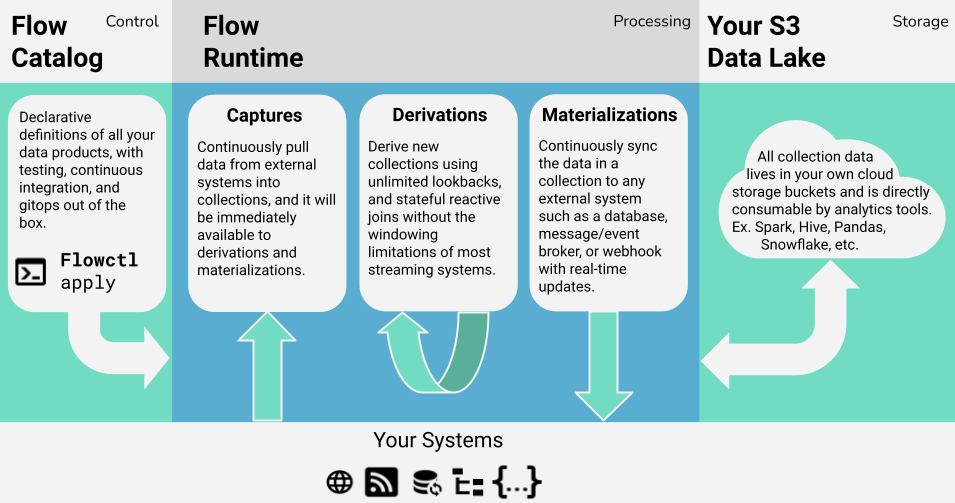 Flow
Catalog
Control
Flow
Runtime
Processing
Your S3
Data Lake
Storage
Declarative
definitions of all your
data products, with
testing, continuous
integration, and
gitops out of the
box.
Flowctl
apply
Captures
Continuously pull
data from external
systems into
collections, and it will
be immediately
available to
derivations and
materializations.
Derivations
Derive new
collections using
unlimited lookbacks,
and stateful reactive
joins without the
windowing
limitations of most
streaming systems.
Materializations
Continuously sync
the data in a
collection to any
external system
such as a database,
message/event
broker, or webhook
with real-time
updates.
All collection data
lives in your own cloud
storage buckets and is directly
consumable by analytics tools.
Ex. Spark, Hive, Pandas,
Snowflake, etc.
Your Systems
{...}